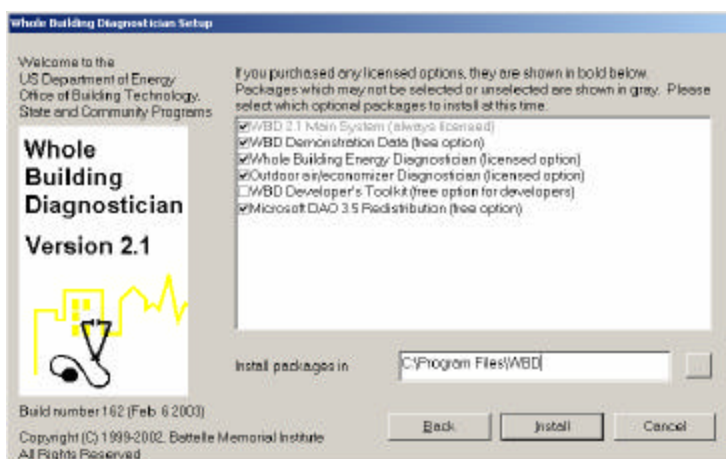 Whole Building Diagnostician Setup
Welcome to the
US Department of Energy
Office of Building Technology,
State and Community Programs
Whole
Building
Diagnostician
Version 2.1
Build number 162 (Feb 6 2003)
Copyright (C) 1999-2002, Battelle Memorial Institute
All Rights Reserved
If you purchased any licensed options, they are shown in bold below.
Packages which may not be selected or unselected are shown in gray. Please
select which optional packages to install at this time.
WBD 2.1 Main System (always licensed)
WBD Demonstration Data (free option)
Whole Building Energy Diagnostician (licensed option)
Outdoor air/economizer Diagnostician (licensed option)
WBD Developer's Toolkit (free option for developers)
Microsoft DAO 3.5 Redistribution (free option)
Install packages in
C:\Program Files\WBD
Back
Install
Cancel